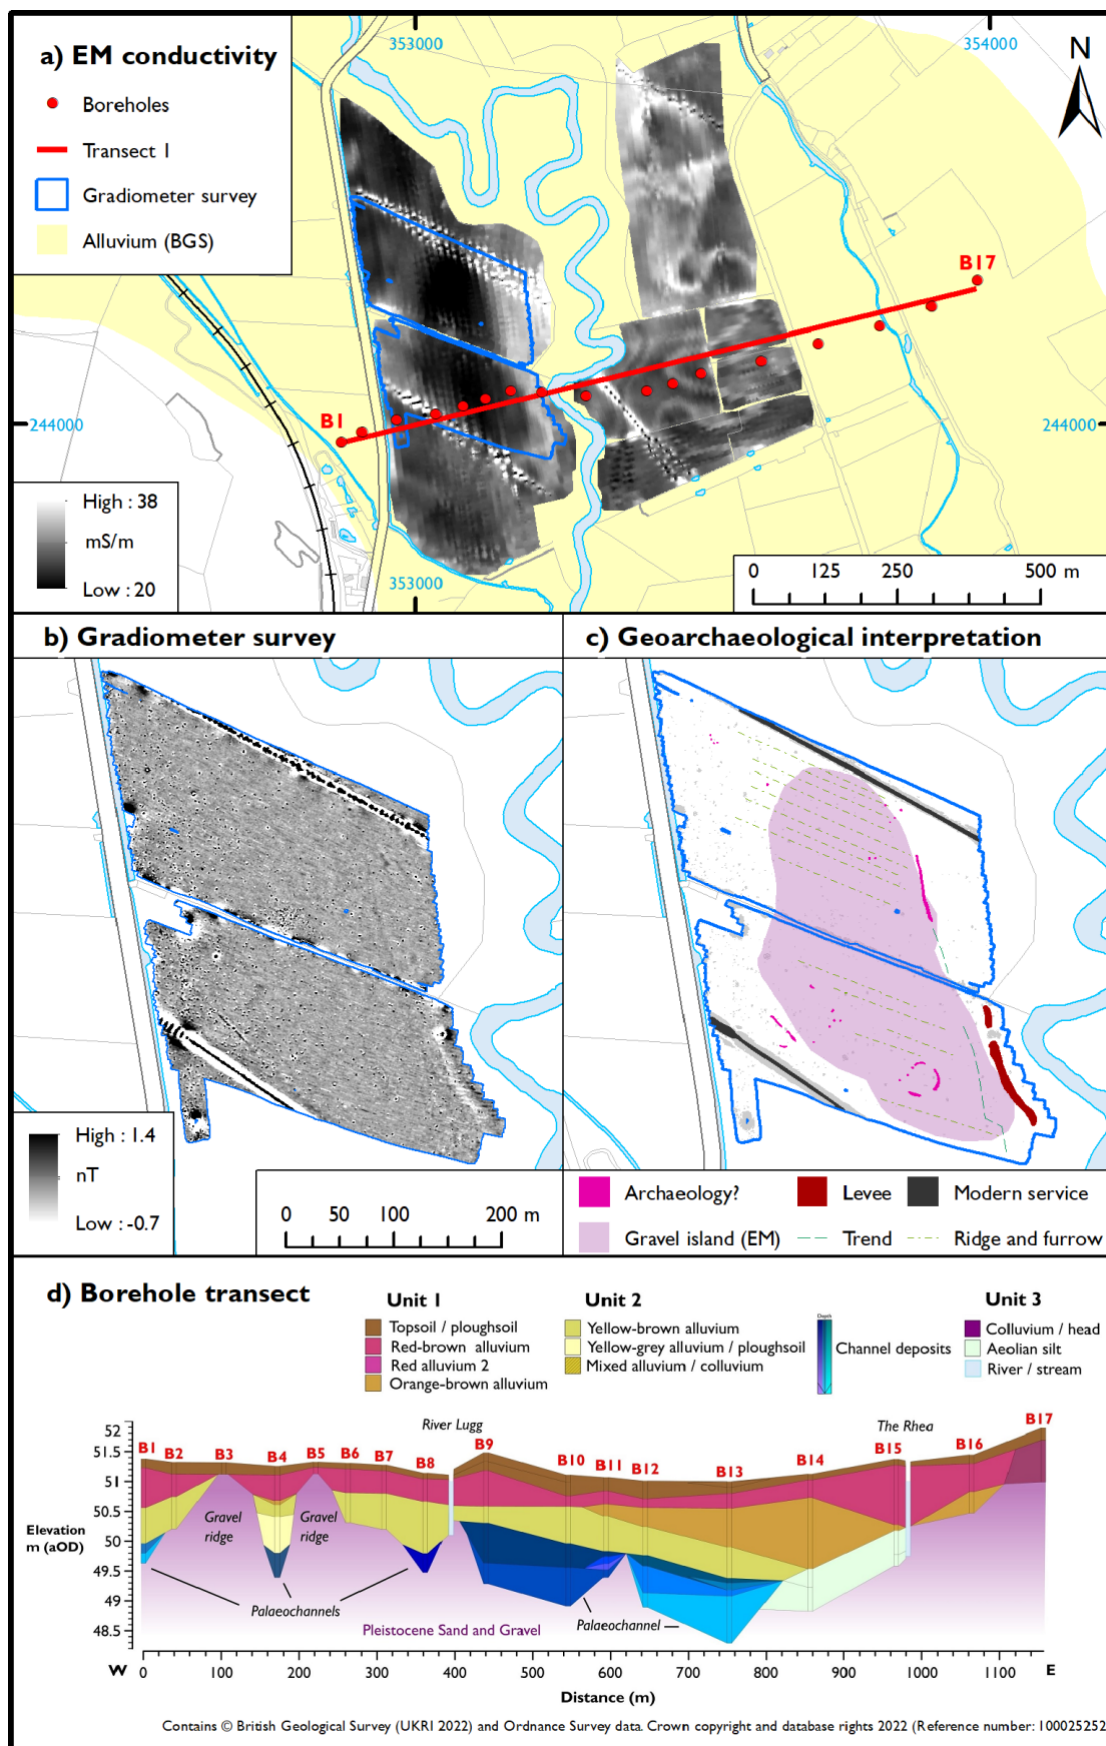 a) EM conductivity
Boreholes
Transect 1
Gradiometer survey
Alluvium (BGS)
353000
354000
N
B17
B1
244000
244000
High : 38
mS/m
Low : 20
353000
0 125 250 500 m
b) Gradiometer survey
c) Geoarchaeological interpretation
High : 1.4
nT
Low : -0.7
0 50 100 200 m
Archaeology?
Levee
Modern service
Gravel island (EM)
Trend
Ridge and furrow
d) Borehole transect
Unit 1
Topsoil / ploughsoil
Red-brown alluvium
Red alluvium 2
Orange-brown alluvium
Unit 2
Yellow-brown alluvium
Yellow-grey alluvium / ploughsoil
Mixed alluvium / colluvium
Depth
Channel deposits
Unit 3
Colluvium / head
Aeolian silt
River / stream
River Lugg
The Rhea
B1 B2 B3 B4 B5 B6 B7 B8 B9 B10 B11 B12 B13 B14 B15 B16 B17
52
51.5
51
50.5
50
49.5
49
48.5
Elevation
m (aOD)
Gravel
ridge
Gravel
ridge
Palaeochannels
Palaeochannel
Pleistocene Sand and Gravel
W 0 100 200 300 400 500 600 700 800 900 1000 1100 E
Distance (m)
Contains © British Geological Survey (UKRI 2022) and Ordnance Survey data. Crown copyright and database rights 2022 (Reference number: 100025252